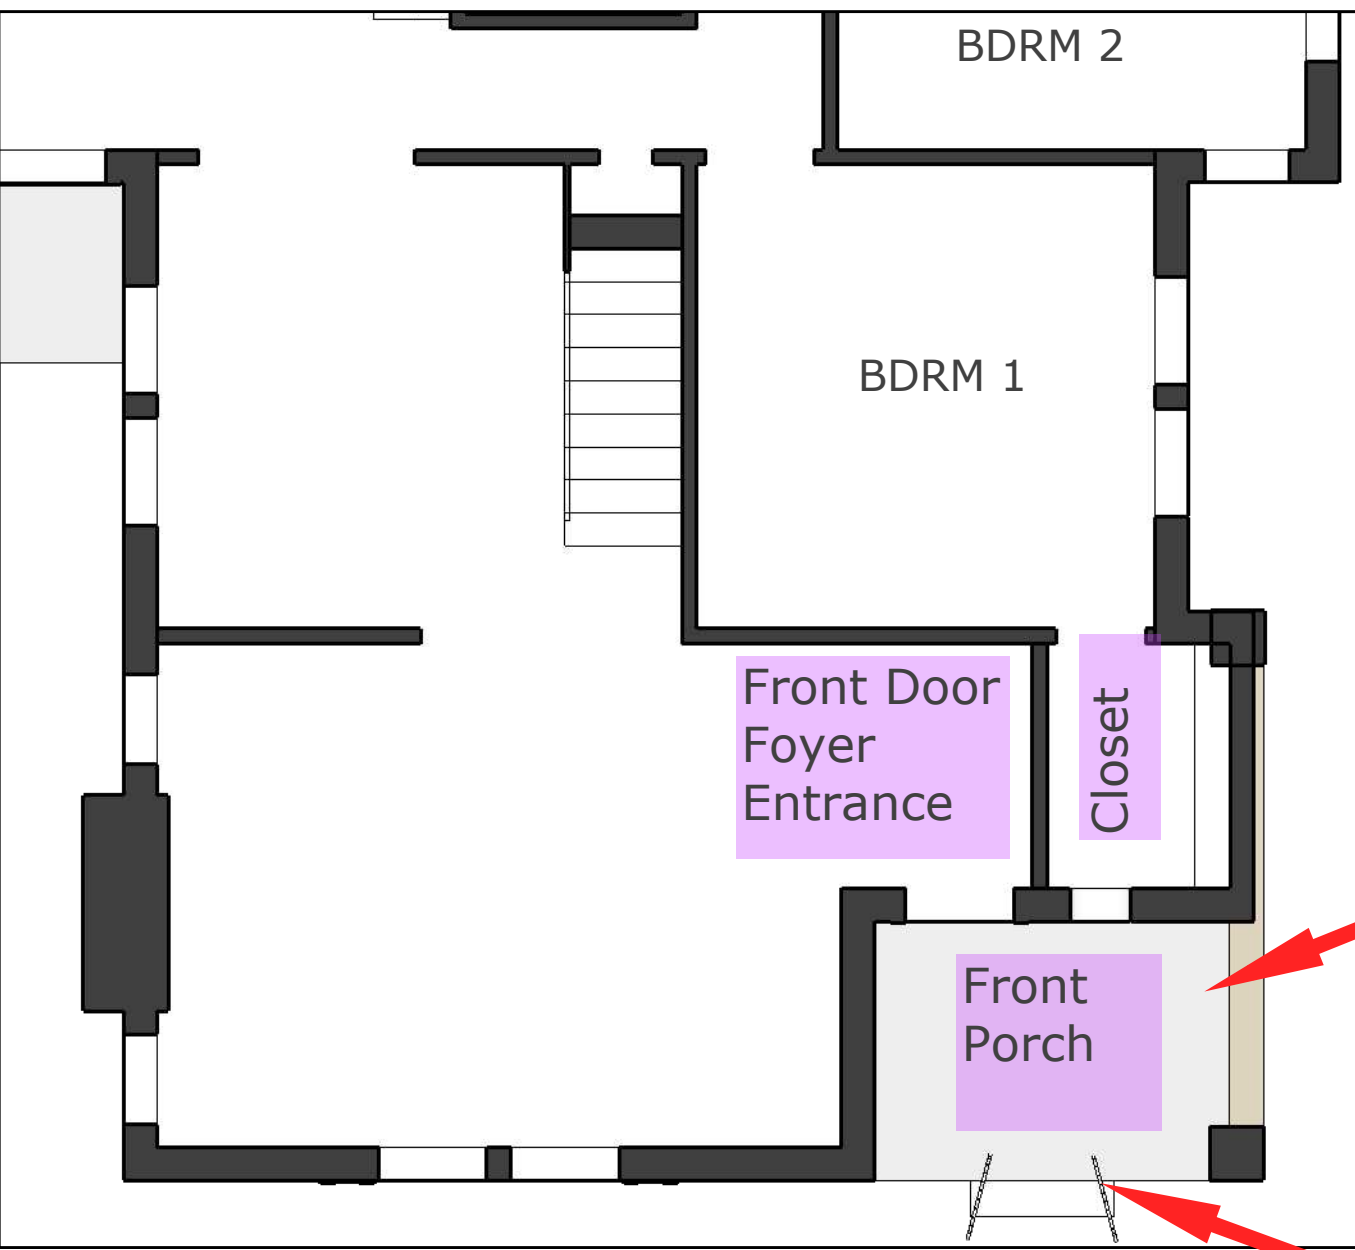 BDRM 2
BDRM 1
Front Door
Foyer
Entrance
Closet
Front
Porch